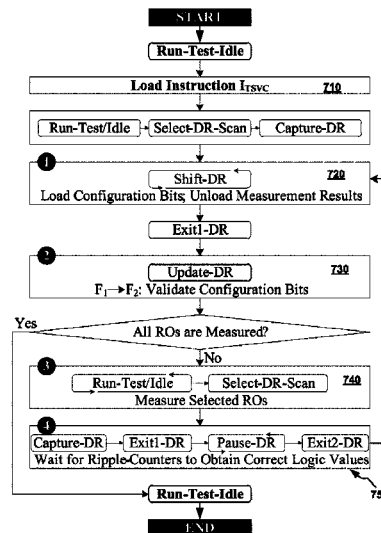 START
Run-Test-Idle
Load Instruction ITSVC 710
Run-Test/Idle Select-DR-Scan Capture-DR
1
Shift-DR 720
Load Configuration Bits; Unload Measurement Results
Exit1-DR
2
Update-DR 730
F1→F2: Validate Configuration Bits
Yes All ROs are Measured?
No
3
Run-Test/Idle Select-DR-Scan 740
Measure Selected ROs
4
Capture-DR Exit1-DR Pause-DR Exit2-DR
Wait for Ripple-Counters to Obtain Correct Logic Values
Run-Test-Idle
END